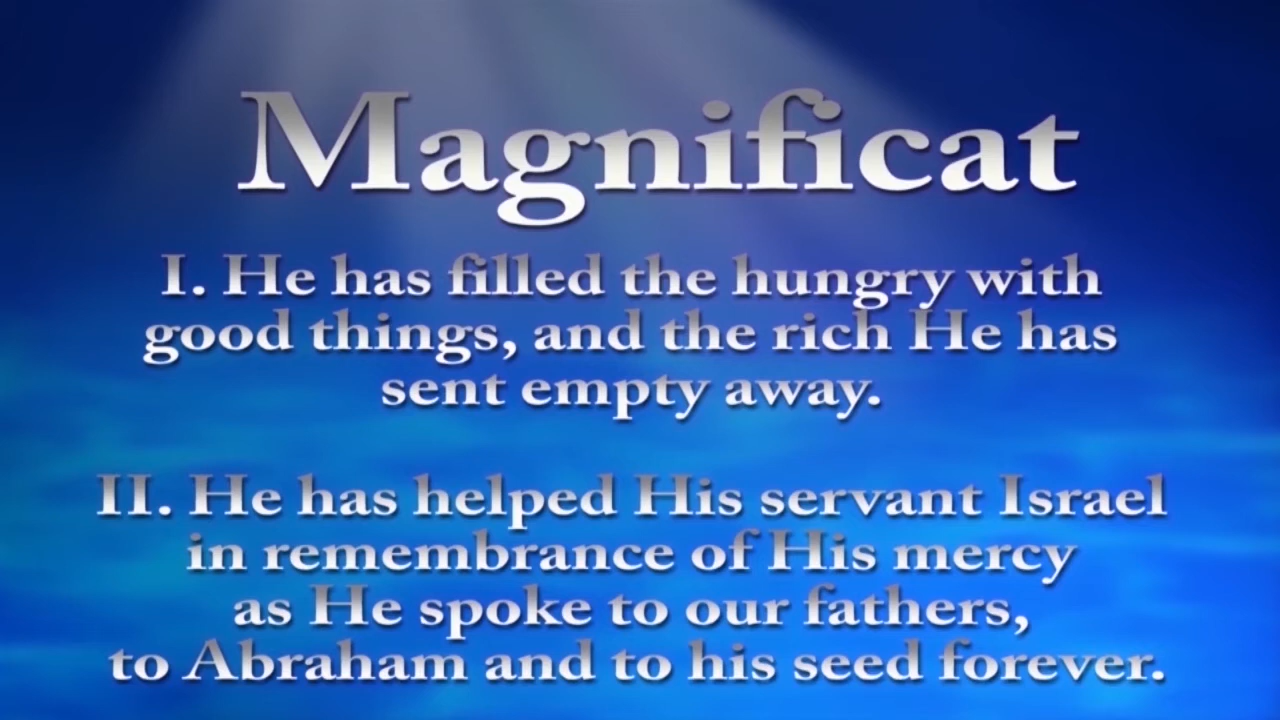 Magnificat
I. He has filled the hungry with
good things, and the rich He has
sent empty away.
II. He has helped His servant Israel
in remembrance of His mercy
as He spoke to our fathers,
to Abraham and to his seed forever.